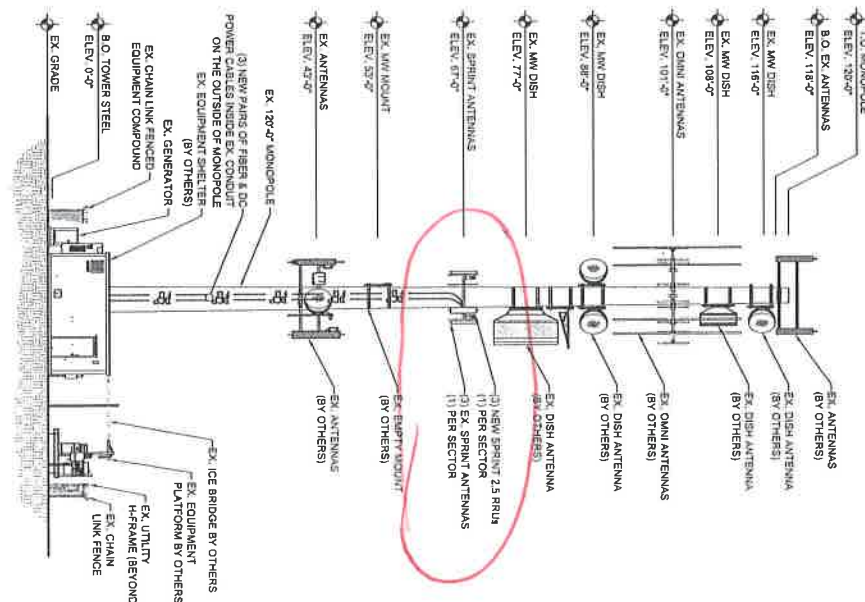 T.O. MONOPOLE
ELEV. 120'-0"
B.O. EX. ANTENNAS
ELEV. 118'-0"
EX. MW DISH
ELEV. 116'-0"
EX. MW DISH
ELEV. 108'-0"
EX. OMNI ANTENNAS
ELEV. 101'-0"
EX. MW DISH
ELEV. 88'-0"
EX. MW DISH
ELEV. 77'-0"
EX. SPRINT ANTENNAS
ELEV. 67'-0"
EX. MW MOUNT
ELEV. 53'-0"
EX. ANTENNAS
ELEV. 43'-0"
EX. 120'-0" MONOPOLE
(3) NEW PAIRS OF FIBER & DC
POWER CABLES INSIDE EX. CONDUIT
ON THE OUTSIDE OF MONOPOLE
EX. EQUIPMENT SHELTER
(BY OTHERS)
EX. GENERATOR
EX. CHAIN LINK FENCED
EQUIPMENT COMPOUND
B.O. TOWER STEEL
ELEV. 0'-0"
EX. GRADE
EX. ANTENNAS
(BY OTHERS)
EX. DISH ANTENNA
(BY OTHERS)
EX. DISH ANTENNA
(BY OTHERS)
EX. OMNI ANTENNAS
(BY OTHERS)
EX. DISH ANTENNA
(BY OTHERS)
EX. DISH ANTENNA
(BY OTHERS)
(3) NEW SPRINT 2.5 RRUs
(1) PER SECTOR
(3) EX. SPRINT ANTENNAS
(1) PER SECTOR
EX. EMPTY MOUNT
(BY OTHERS)
EX. ANTENNAS
(BY OTHERS)
EX. ICE BRIDGE BY OTHERS
EX. EQUIPMENT
PLATFORM BY OTHERS
EX. UTILITY
H-FRAME (BEYOND
EX. CHAIN
LINK FENCE